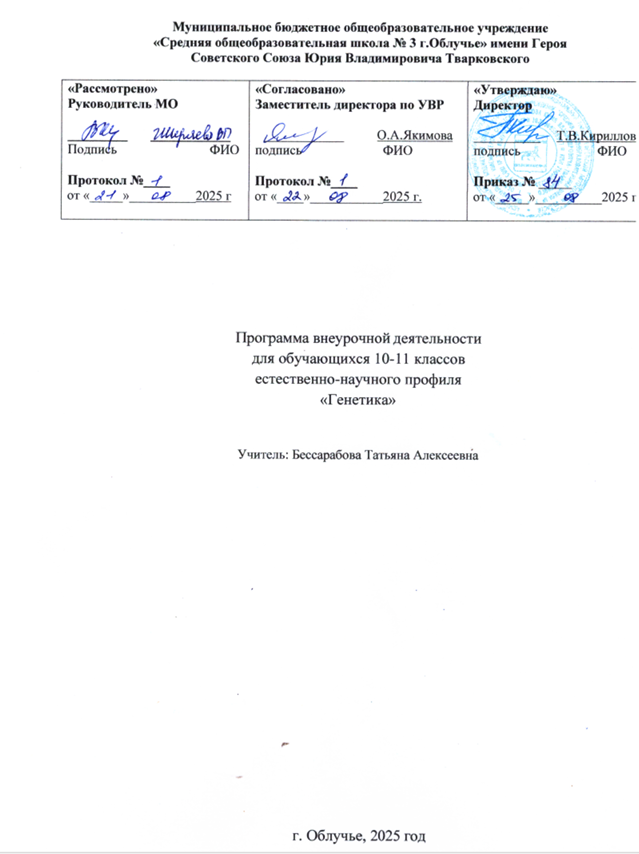 Муниципальное бюджетное общеобразовательное учреждение
«Средняя общеобразовательная школа № 3 г.Облучье» имени Героя
Советского Союза Юрия Владимировича Тварковского
«Рассмотрено»
Руководитель МО
Подпись ФИО
Протокол № 1
от « 21 » 08 2025 г
«Согласовано»
Заместитель директора по УВР
О.А.Якимова
подпись ФИО
Протокол № 1
от « 22 » 08 2025 г.
«Утверждаю»
Директор
Т.В.Кириллов
подпись ФИО
Приказ № 84
от « 25 » 08 2025 г
Программа внеурочной деятельности
для обучающихся 10-11 классов
естественно-научного профиля
«Генетика»
Учитель: Бессарабова Татьяна Алексеевна
г. Облучье, 2025 год